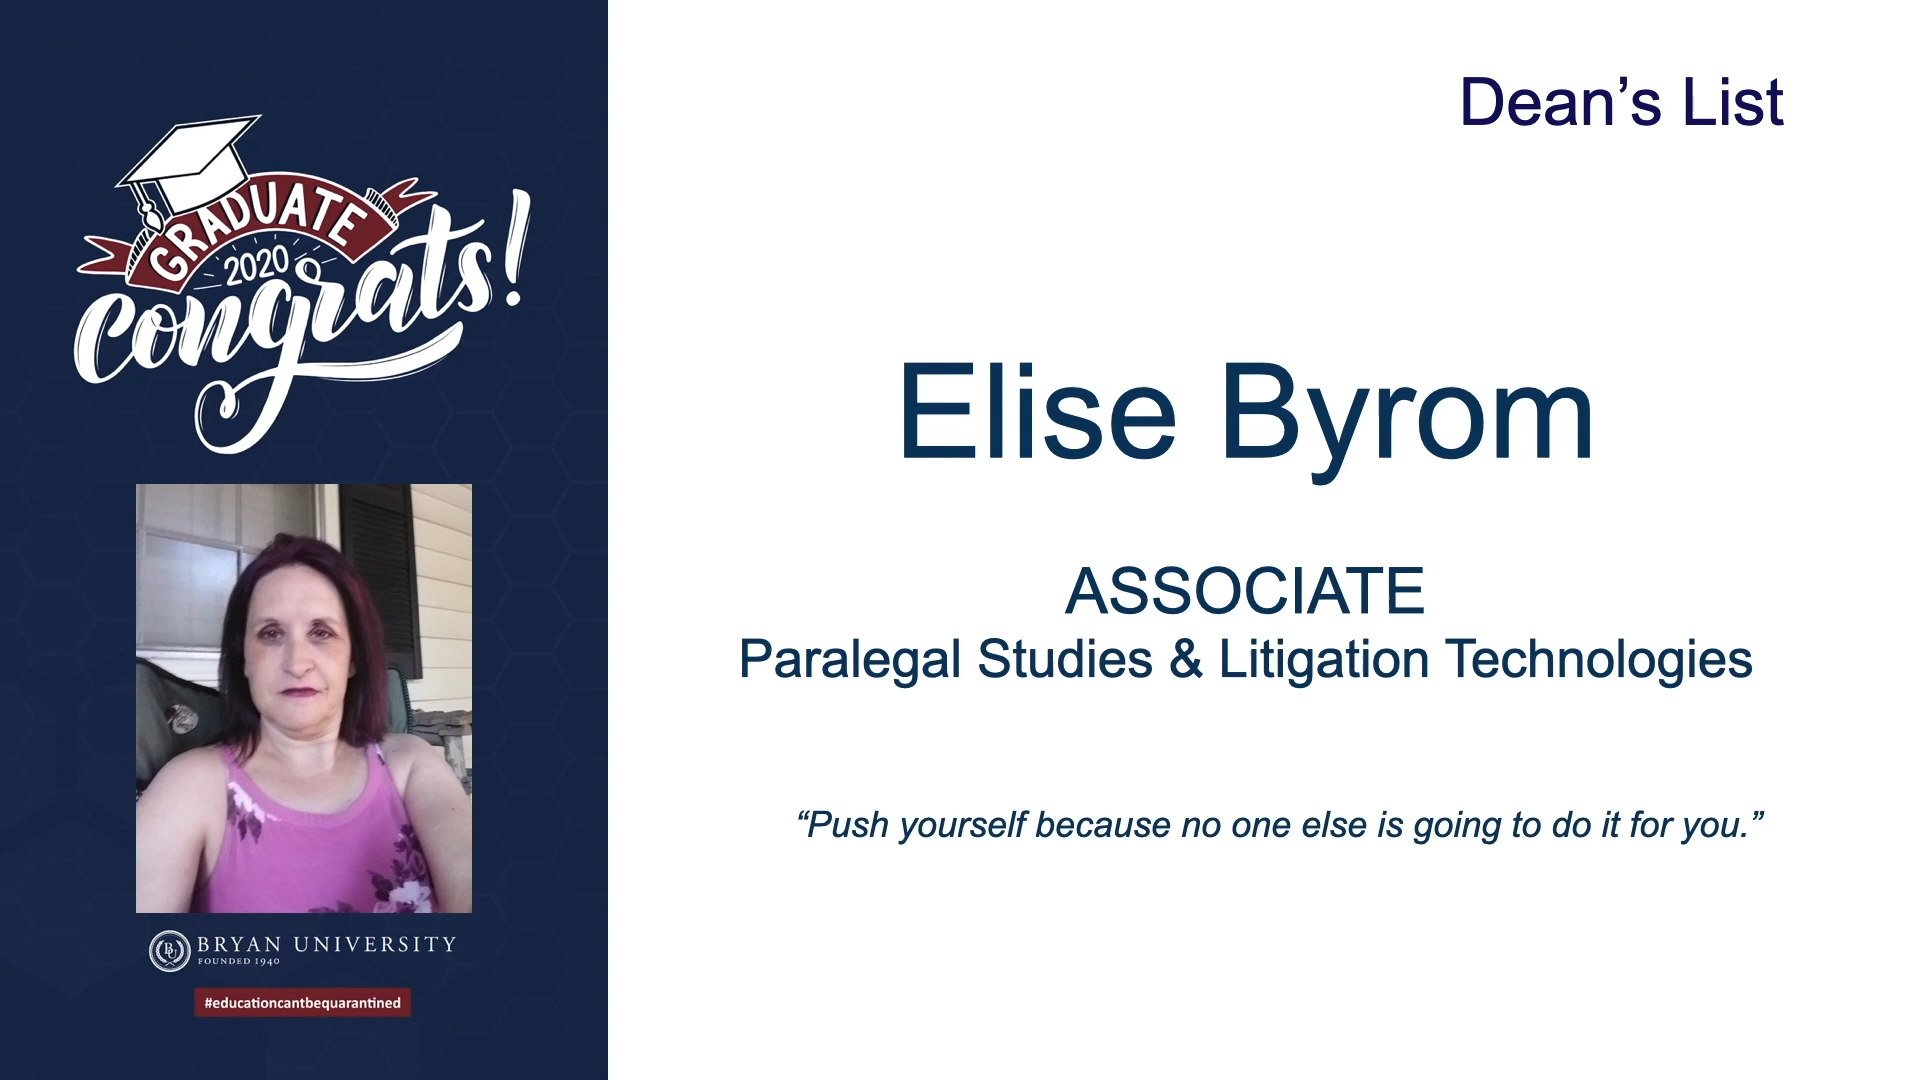 GRADUATE
2020
congrats!
BU
BRYAN UNIVERSITY
FOUNDED 1940
#educationcantbequarantined
Dean’s List
Elise Byrom
ASSOCIATE
Paralegal Studies & Litigation Technologies
“Push yourself because no one else is going to do it for you.”